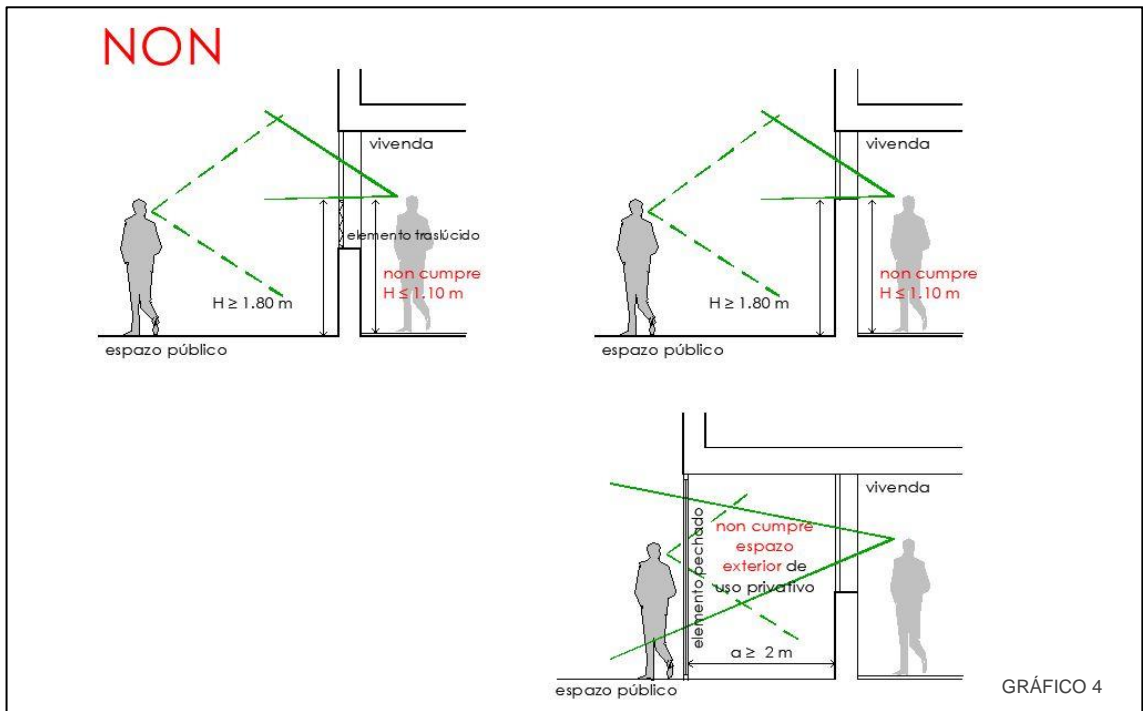 NON
vivenda
elemento traslúcido
non cumpre
H ≤ 1.10 m
H ≥ 1.80 m
espazo público
vivenda
non cumpre
H ≤ 1.10 m
H ≥ 1.80 m
espazo público
vivenda
elemento pechado
non cumpre
espazo
exterior de
uso privativo
a ≥ 2 m
espazo público
GRÁFICO 4